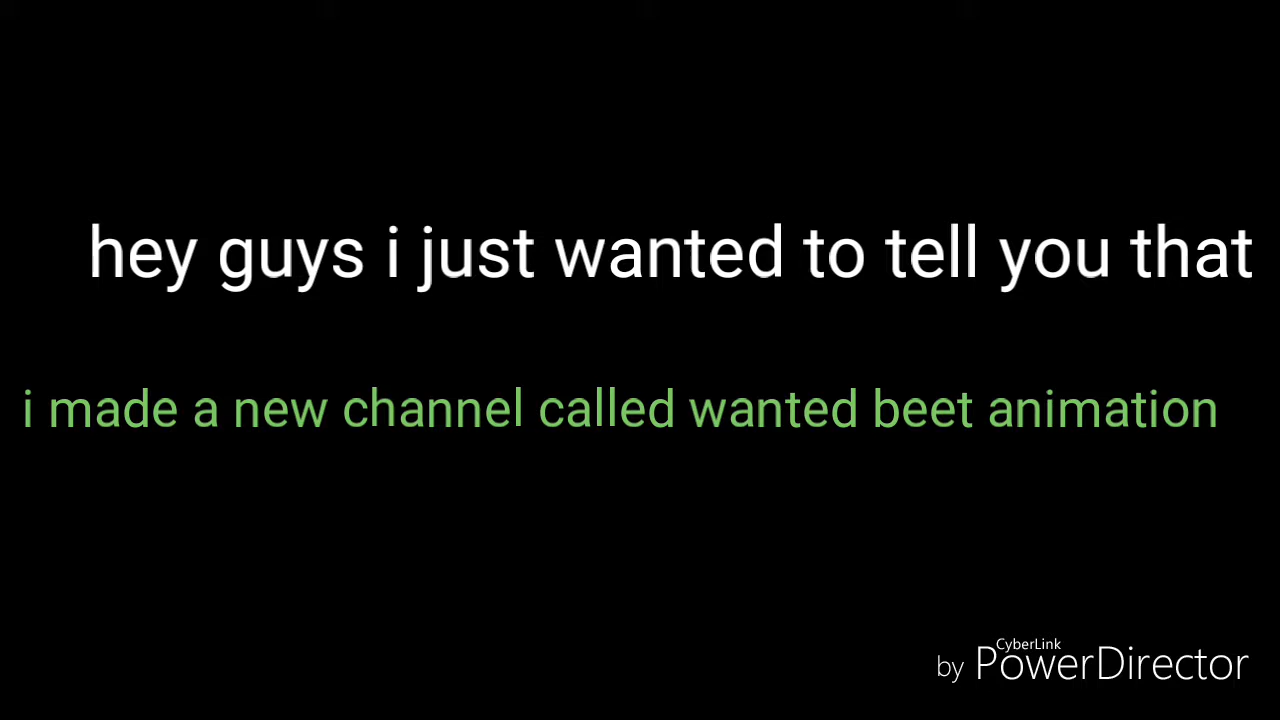 hey guys i just wanted to tell you that
i made a new channel called wanted beet animation
CyberLink
by PowerDirector